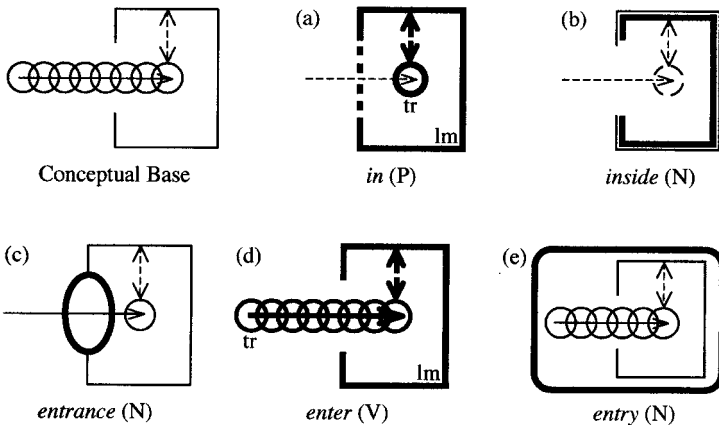 (a)
(b)
tr
lm
Conceptual Base
in (P)
inside (N)
(c)
(d)
(e)
tr
lm
entrance (N)
enter (V)
entry (N)